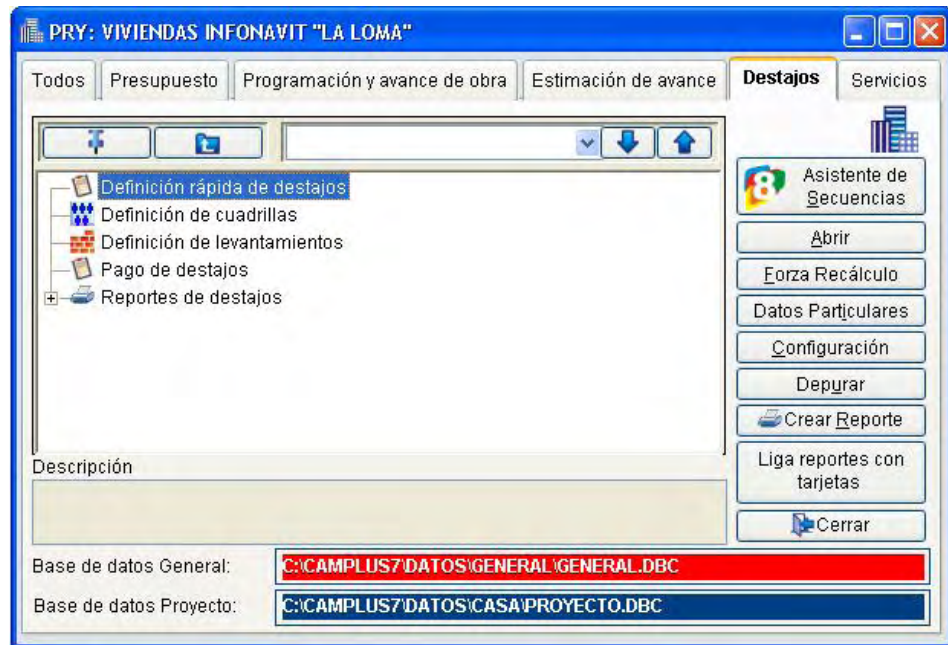 PRY: VIVIENDAS INFONAVIT "LA LOMA"
Todos
Presupuesto
Programación y avance de obra
Estimación de avance
Destajos
Servicios
Definición rápida de destajos
Definición de cuadrillas
Definición de levantamientos
Pago de destajos
Reportes de destajos
8
Asistente de
Secuencias
Abrir
Forza Recálculo
Datos Particulares
Configuración
Depurar
Crear Reporte
Liga reportes con
tarjetas
Cerrar
Descripción
Base de datos General:
C:\CAMPLUS7\DATOS\GENERAL\GENERAL.DBC
Base de datos Proyecto:
C:\CAMPLUS7\DATOS\CASA\PROYECTO.DBC